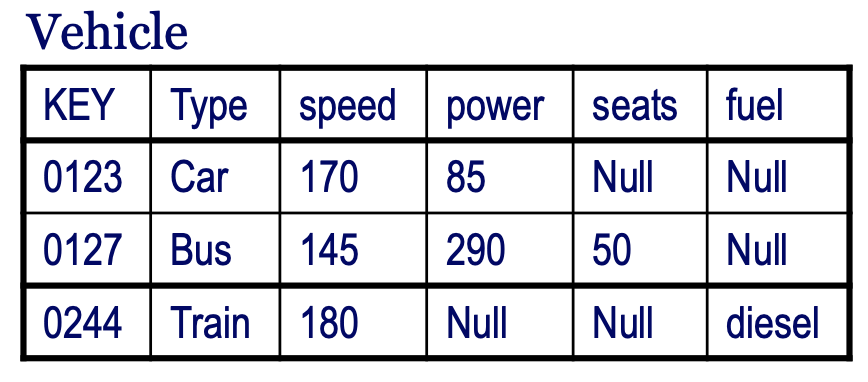 Vehicle
KEY Type speed power seats fuel
0123 Car 170 85 Null Null
0127 Bus 145 290 50 Null
0244 Train 180 Null Null diesel